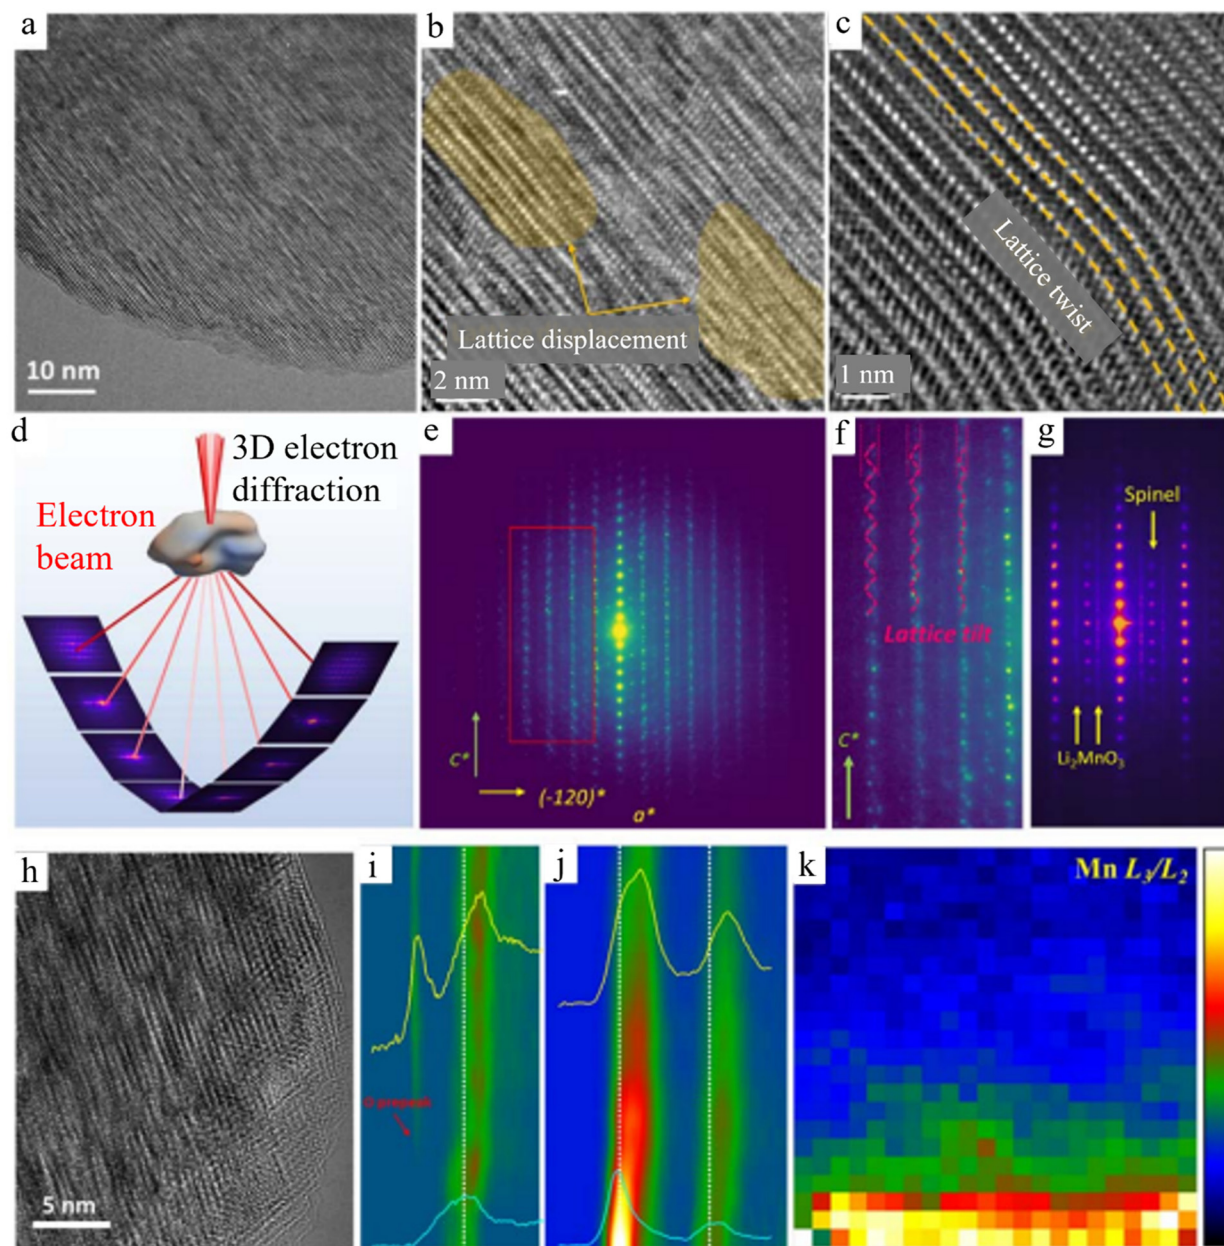 a
b
c
Lattice displacement
Lattice twist
10 nm
2 nm
1 nm
d
3D electron
diffraction
Electron
beam
e
C*
(-120)*
a*
f
Lattice tilt
C*
g
Spinel
Li₂MnO₃
h
5 nm
i
O prepeak
j
k
Mn L₃/L₂